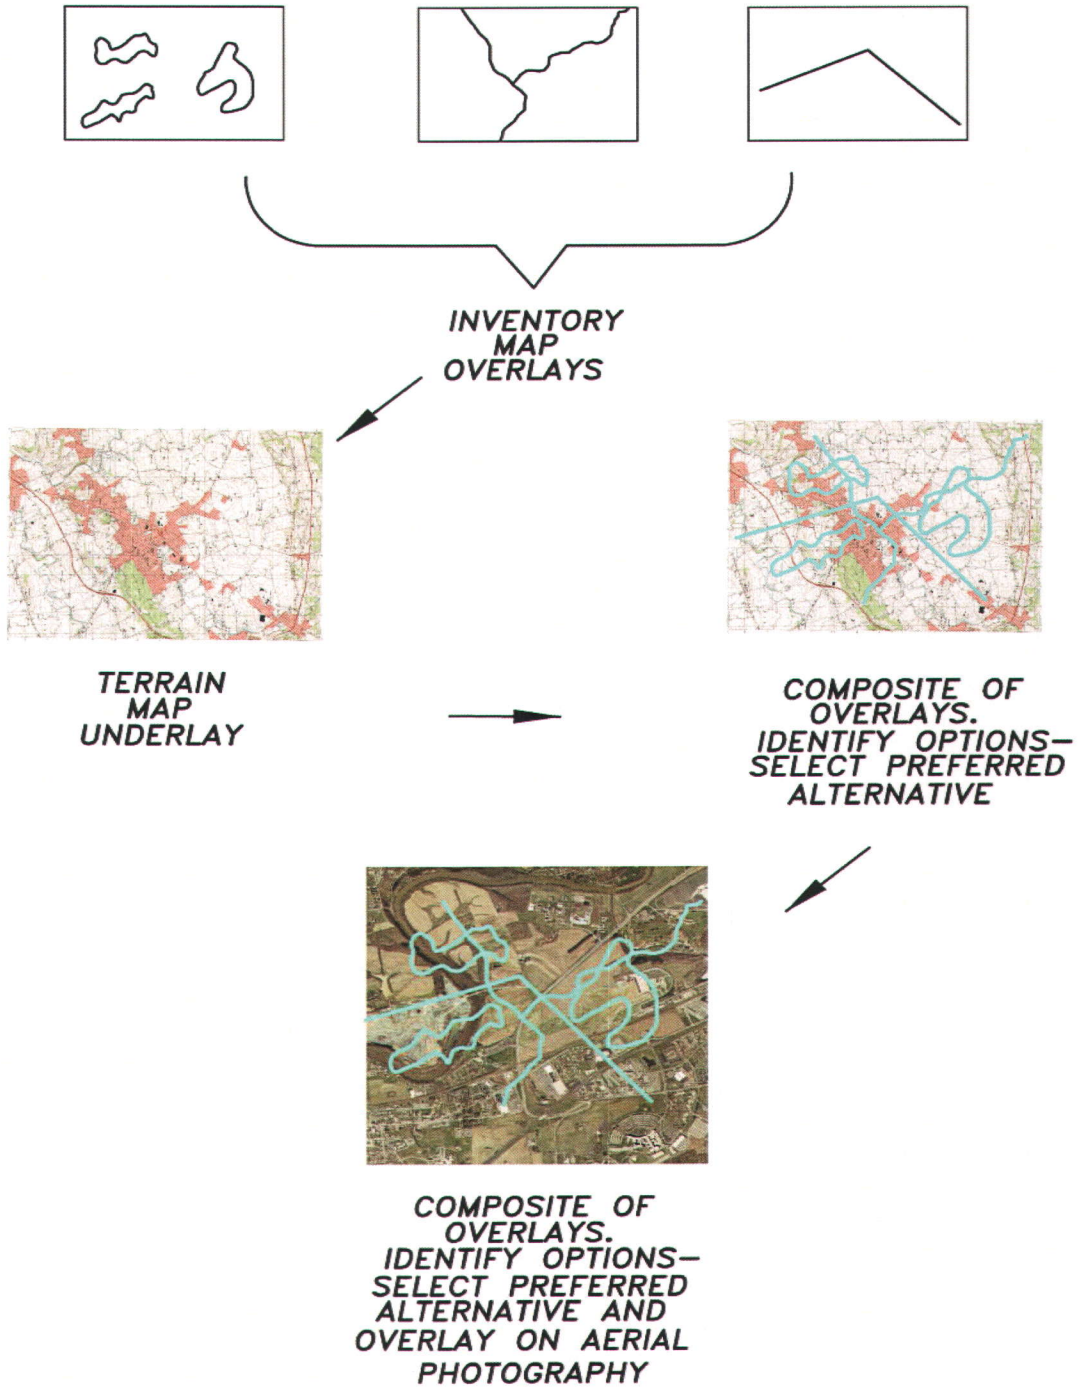 INVENTORY
MAP
OVERLAYS
TERRAIN
MAP
UNDERLAY
COMPOSITE OF
OVERLAYS.
IDENTIFY OPTIONS—
SELECT PREFERRED
ALTERNATIVE
COMPOSITE OF
OVERLAYS.
IDENTIFY OPTIONS—
SELECT PREFERRED
ALTERNATIVE AND
OVERLAY ON AERIAL
PHOTOGRAPHY